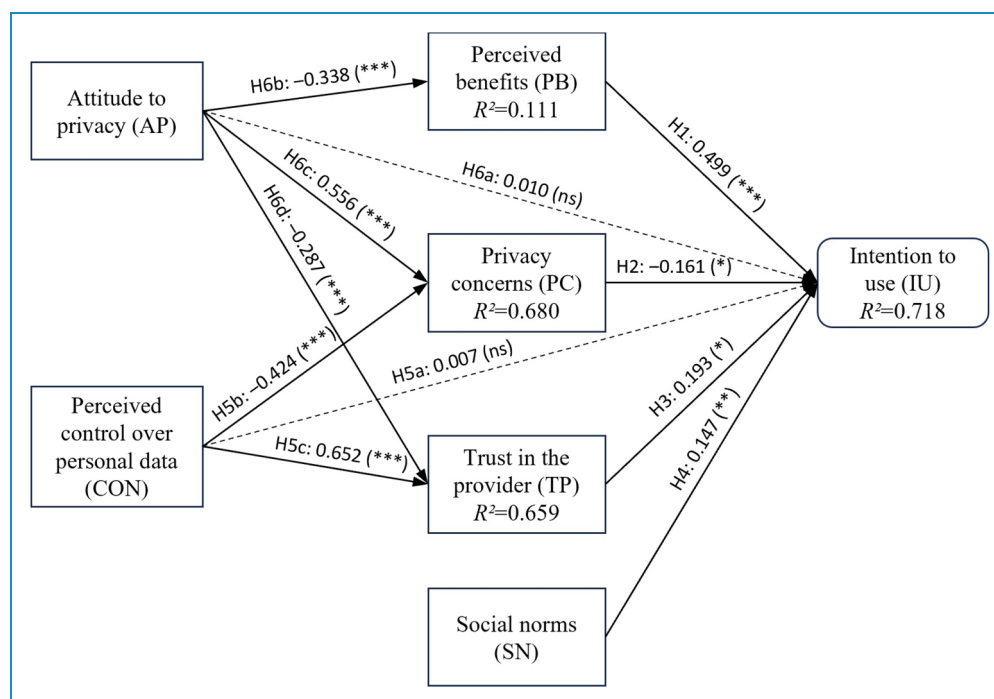 Perceived
benefits (PB)
R²=0.111
Attitude to
privacy (AP)
H6b: –0.338 (***)
H6c: 0.556 (***)
H6d: –0.287 (***)
H6a: 0.010 (ns)
H1: 0.499 (***)
Privacy
concerns (PC)
R²=0.680
H2: –0.161 (*)
Intention to
use (IU)
R²=0.718
H5b: –0.424 (***)
H5a: 0.007 (ns)
H3: 0.193 (*)
H4: 0.147 (**)
Perceived
control over
personal data
(CON)
H5c: 0.652 (***)
Trust in the
provider (TP)
R²=0.659
Social norms
(SN)